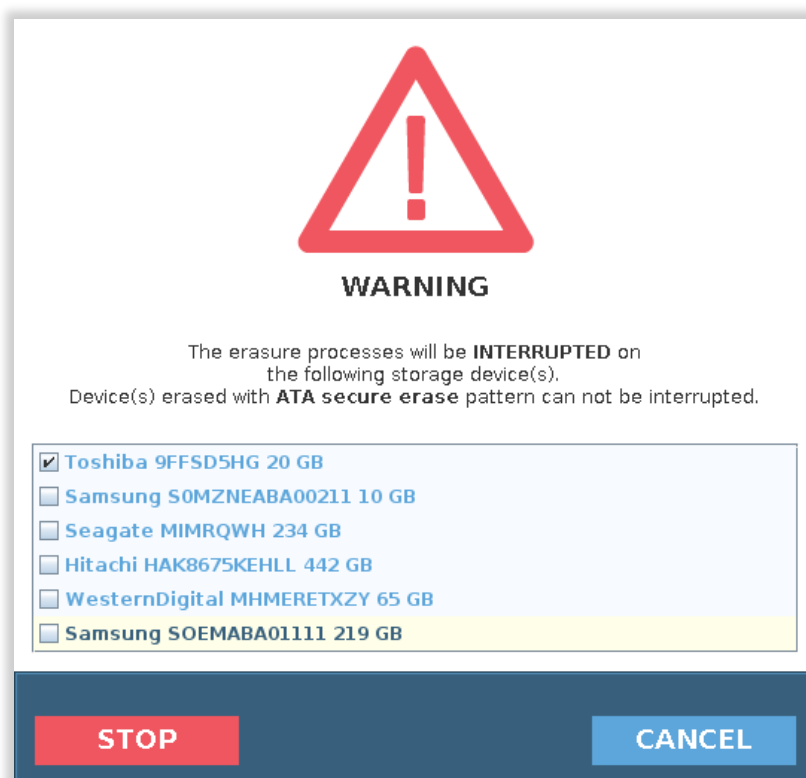 WARNING
The erasure processes will be INTERRUPTED on
the following storage device(s).
Device(s) erased with ATA secure erase pattern can not be interrupted.
Toshiba 9FFSD5HG 20 GB
Samsung S0MZNEABA00211 10 GB
Seagate MIMRQWH 234 GB
Hitachi HAK8675KEHLL 442 GB
WesternDigital MHMERETXZY 65 GB
Samsung SOEMABA01111 219 GB
STOP
CANCEL